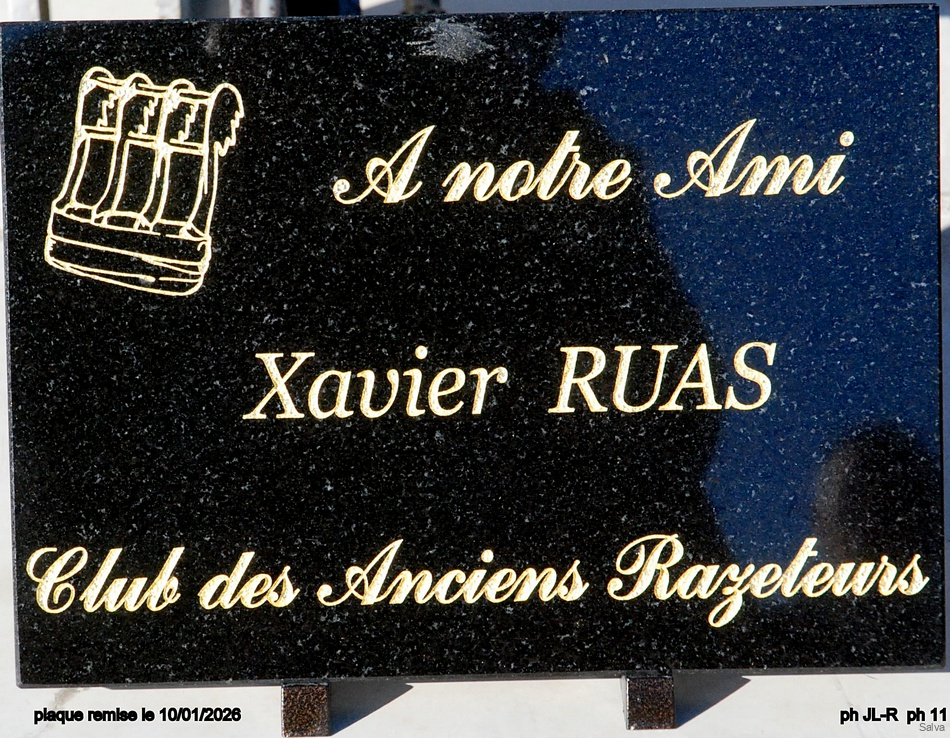 A notre Ami
Xavier RUAS
Club des Anciens Razeteurs
plaque remise le 10/01/2026
ph JL-R ph 11
Salva